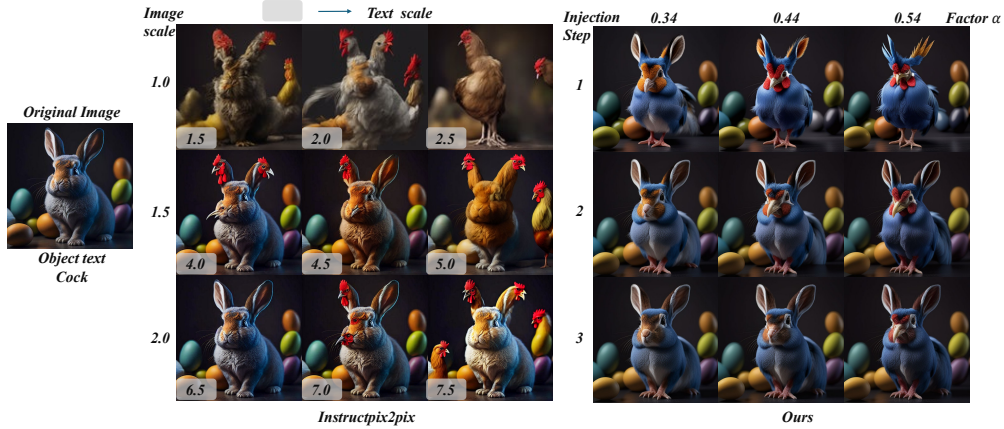 Image
scale
Text scale
Injection
Step
0.34
0.44
0.54
Factor α
Original Image
Object text
Cock
1.0
1.5
2.0
2.5
1.5
4.0
4.5
5.0
2.0
6.5
7.0
7.5
1
2
3
Instructpix2pix
Ours